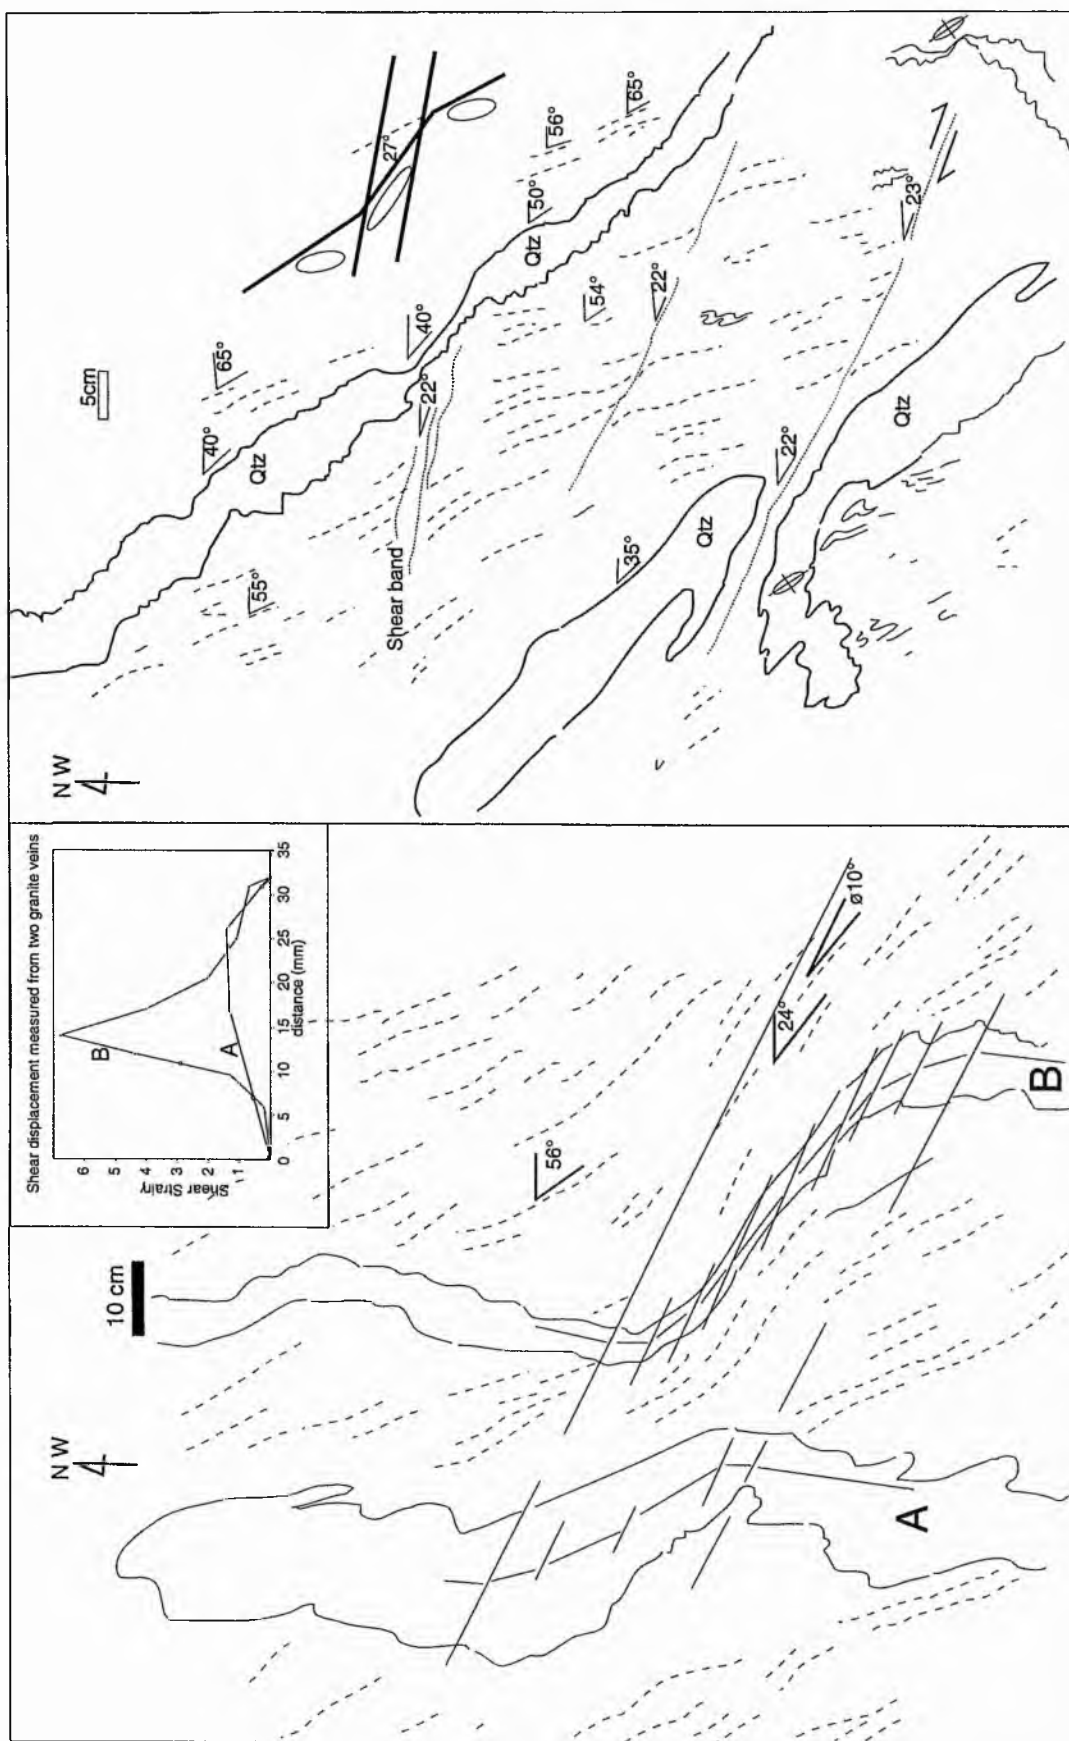 NW
5cm
65°
40°
55°
27°
40°
22°
Qtz
Shear band
50°
56°
65°
Qtz
54°
22°
35°
Qtz
22°
23°
Qtz
Shear displacement measured from two granite veins
B
A
Shear Strain γ
6
5
4
3
2
1
0
5
10
15
20
25
30
35
distance (mm)
NW
10 cm
56°
24°
ø10°
A
B